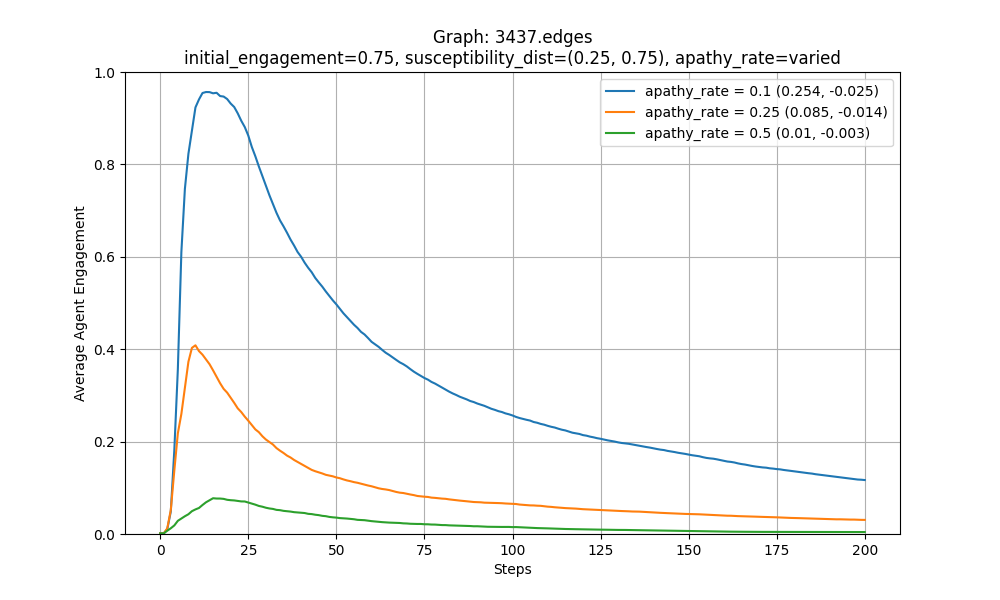 Graph: 3437.edges
initial_engagement=0.75, susceptibility_dist=(0.25, 0.75), apathy_rate=varied
apathy_rate = 0.1 (0.254, -0.025)
apathy_rate = 0.25 (0.085, -0.014)
apathy_rate = 0.5 (0.01, -0.003)
Average Agent Engagement
1.0
0.8
0.6
0.4
0.2
0.0
0 25 50 75 100 125 150 175 200
Steps